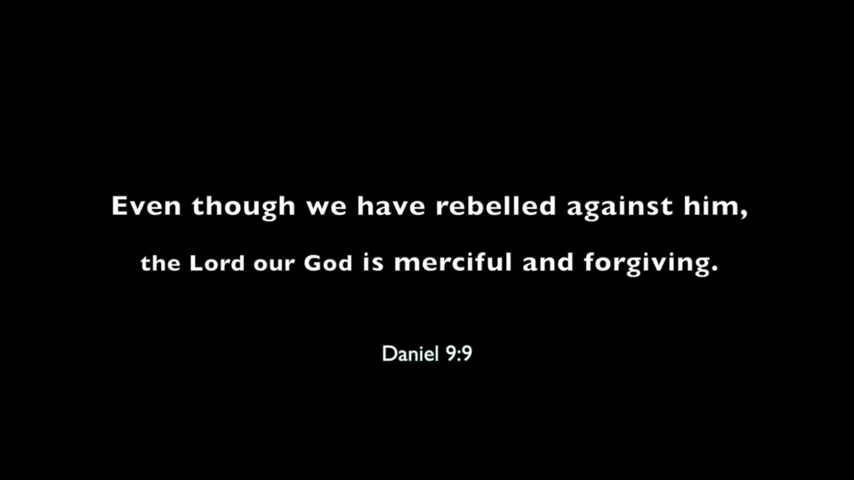 Even though we have rebelled against him,
the Lord our God is merciful and forgiving.
Daniel 9:9